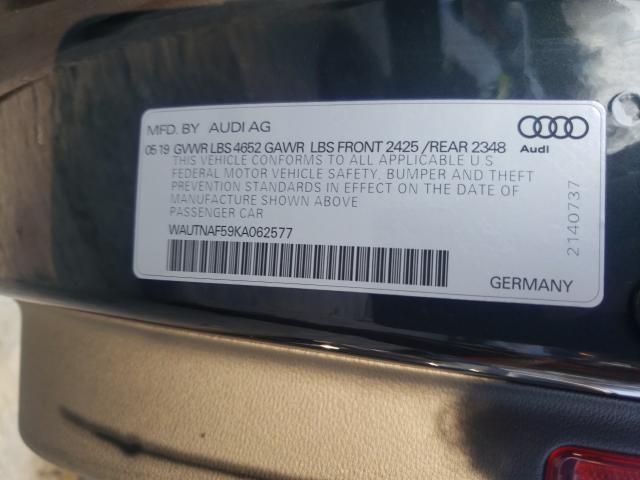 MFD. BY AUDI AG
05 19 GVWR LBS 4652 GAWR LBS FRONT 2425 / REAR 2348
THIS VEHICLE CONFORMS TO ALL APPLICABLE U.S
FEDERAL MOTOR VEHICLE SAFETY, BUMPER AND THEFT
PREVENTION STANDARDS IN EFFECT ON THE DATE OF
MANUFACTURE SHOWN ABOVE
PASSENGER CAR
WAUTNAF59KA062577
Audi
2140737
GERMANY